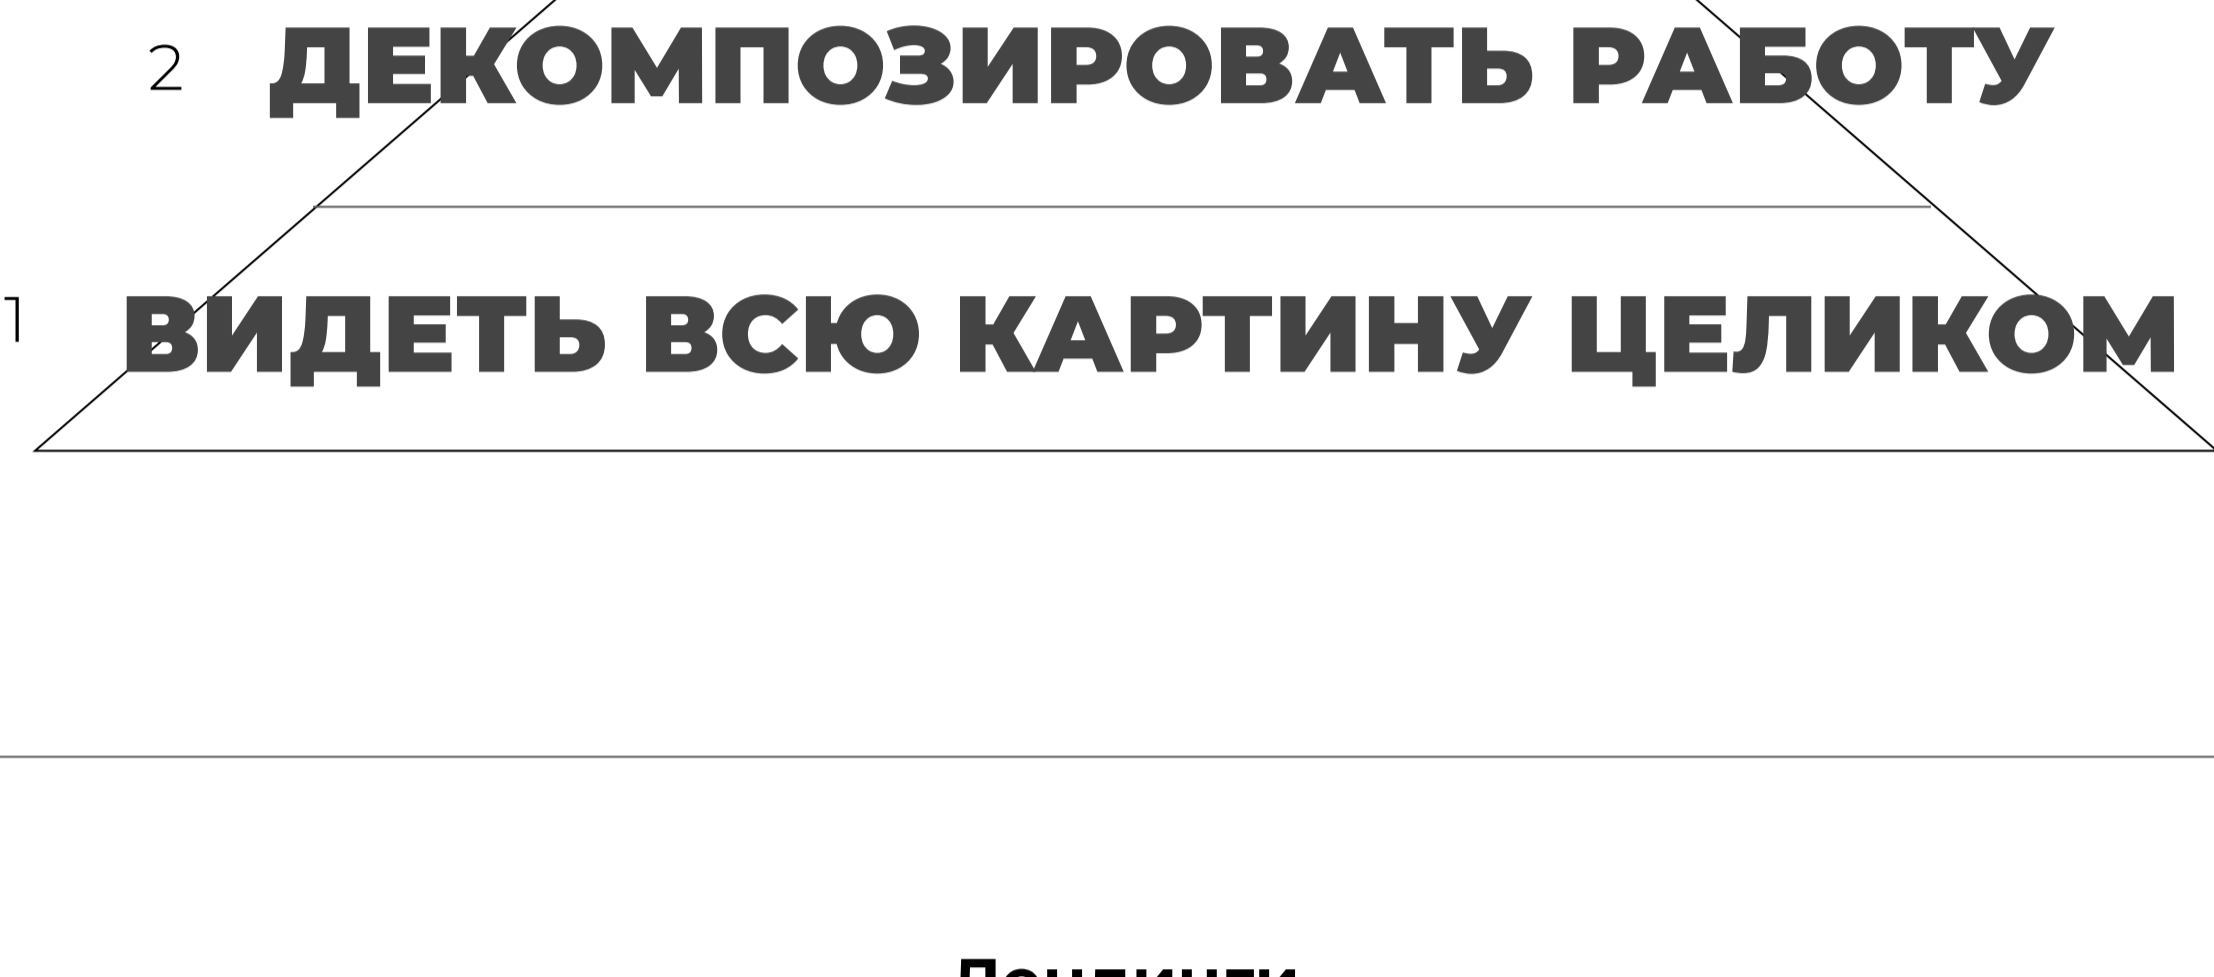 2 ДЕКОМПОЗИРОВАТЬ РАБОТУ
1 ВИДЕТЬ ВСЮ КАРТИНУ ЦЕЛИКОМ